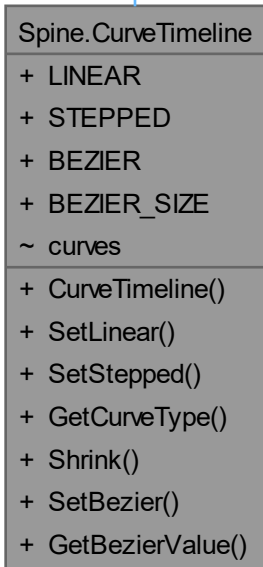 Spine.CurveTimeline
+ LINEAR
+ STEPPED
+ BEZIER
+ BEZIER_SIZE
~ curves
+ CurveTimeline()
+ SetLinear()
+ SetStepped()
+ GetCurveType()
+ Shrink()
+ SetBezier()
+ GetBezierValue()